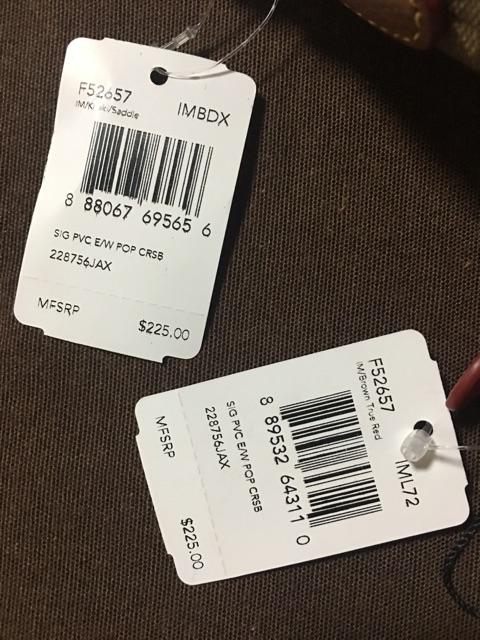 F52657
IM/Khaki/Saddle
IMBDX
8 88067 69565 6
SIG PVC E/W POP CRSB
228756JAX
MFSRP
$225.00
F52657
IM/Brown True Red
IML72
8 89532 64311 0
SIG PVC E/W POP CRSB
228756JAX
MFSRP
$225.00